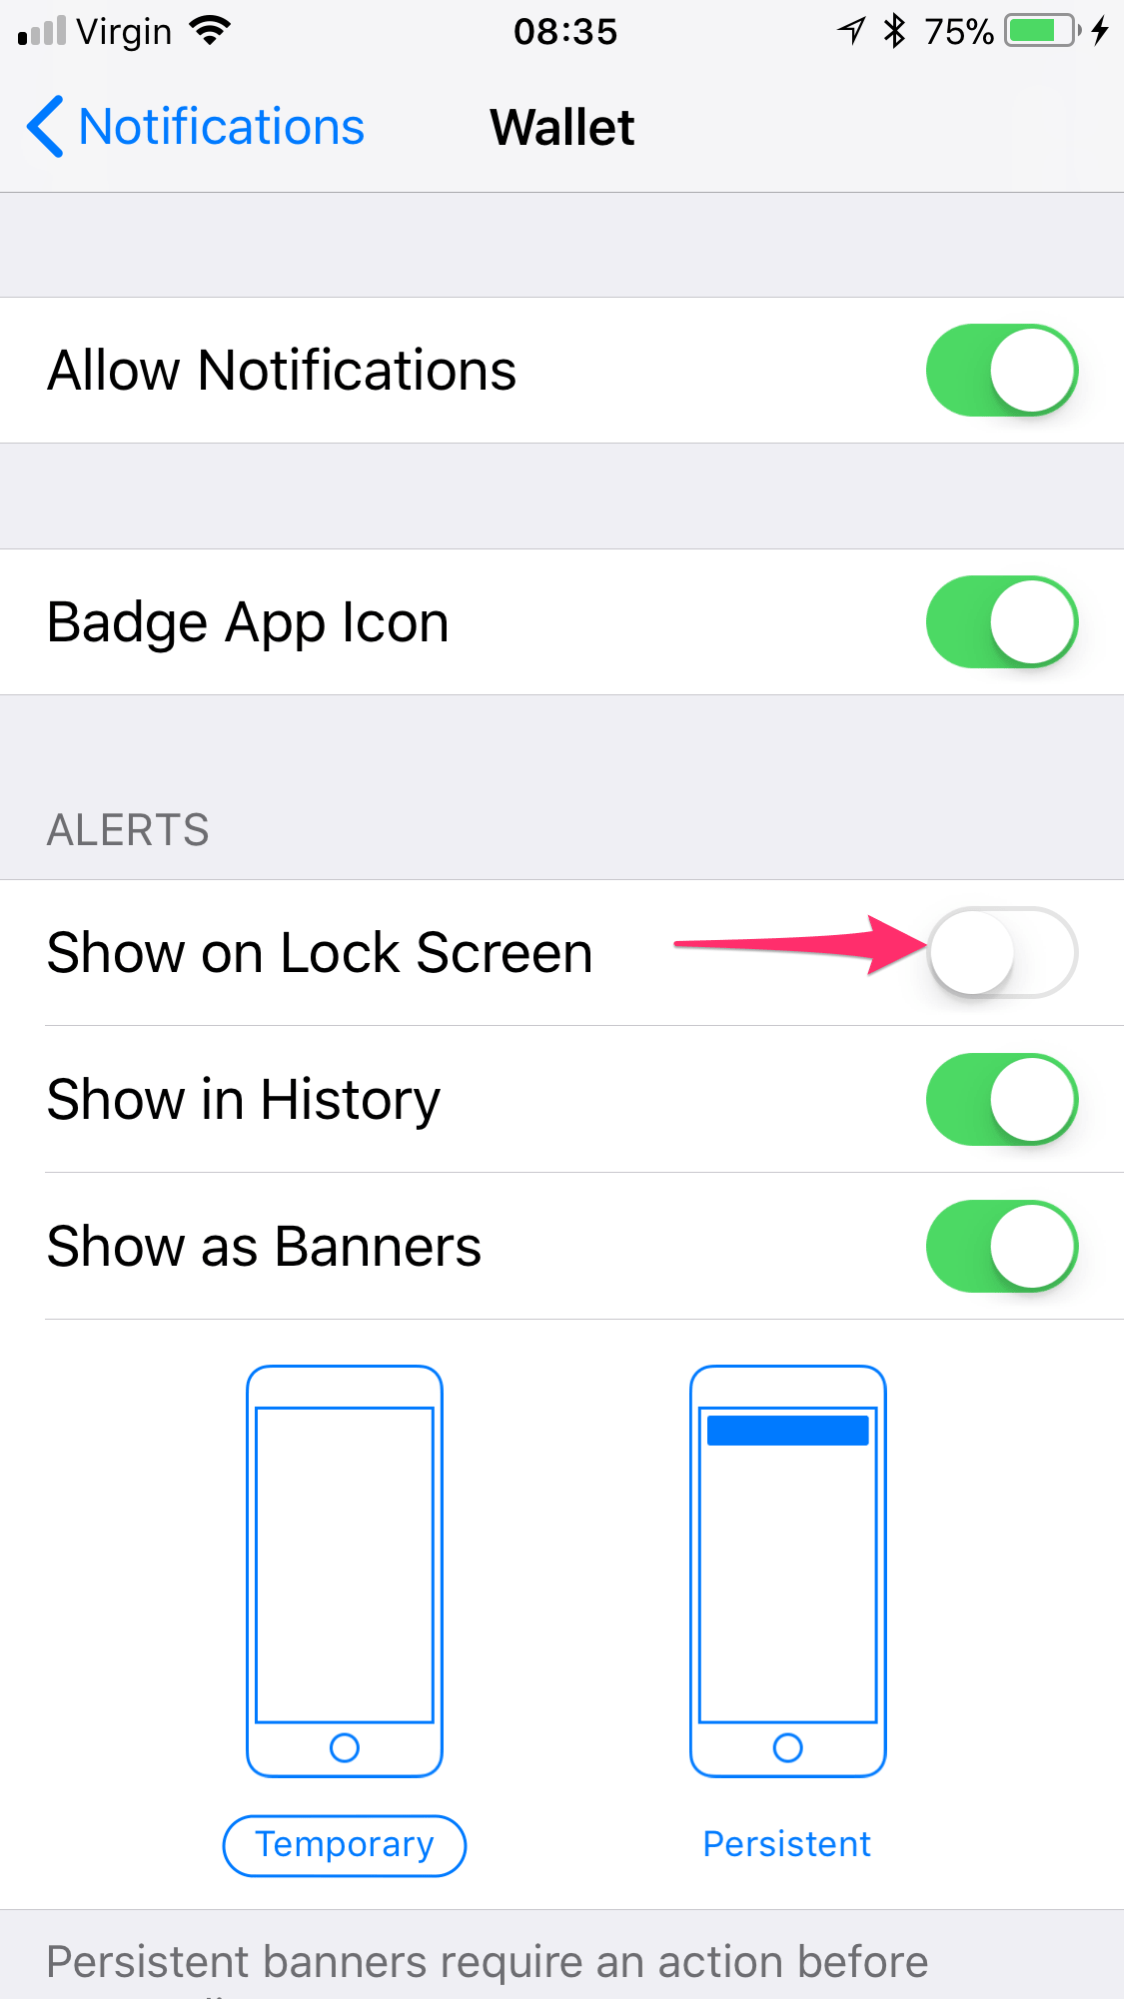 Virgin 08:35 75%
Notifications Wallet
Allow Notifications
Badge App Icon
ALERTS
Show on Lock Screen
Show in History
Show as Banners
Temporary Persistent
Persistent banners require an action before